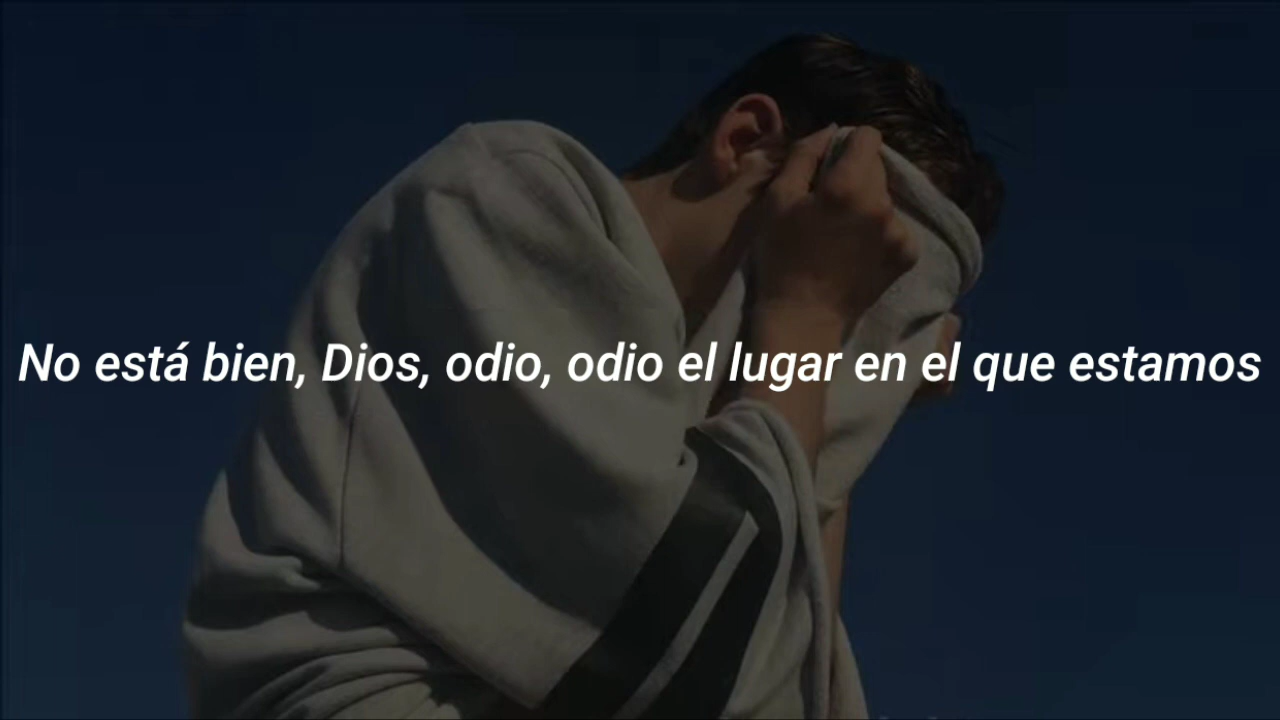 No está bien, Dios, odio, odio el lugar en el que estamos